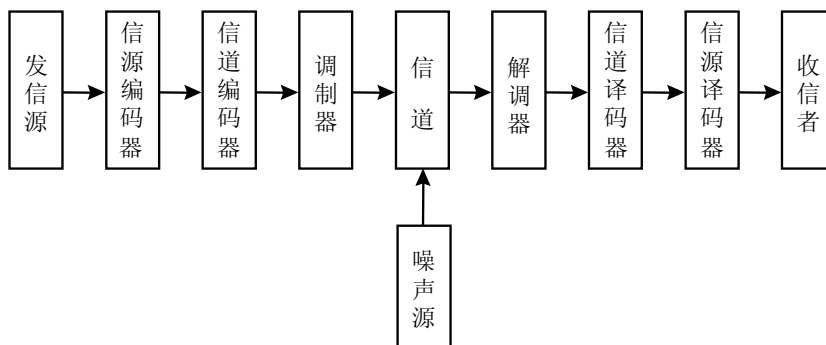 发信源
信源编码器
信道编码器
调制器
信道
解调器
信道译码器
信源译码器
收信者
噪声源